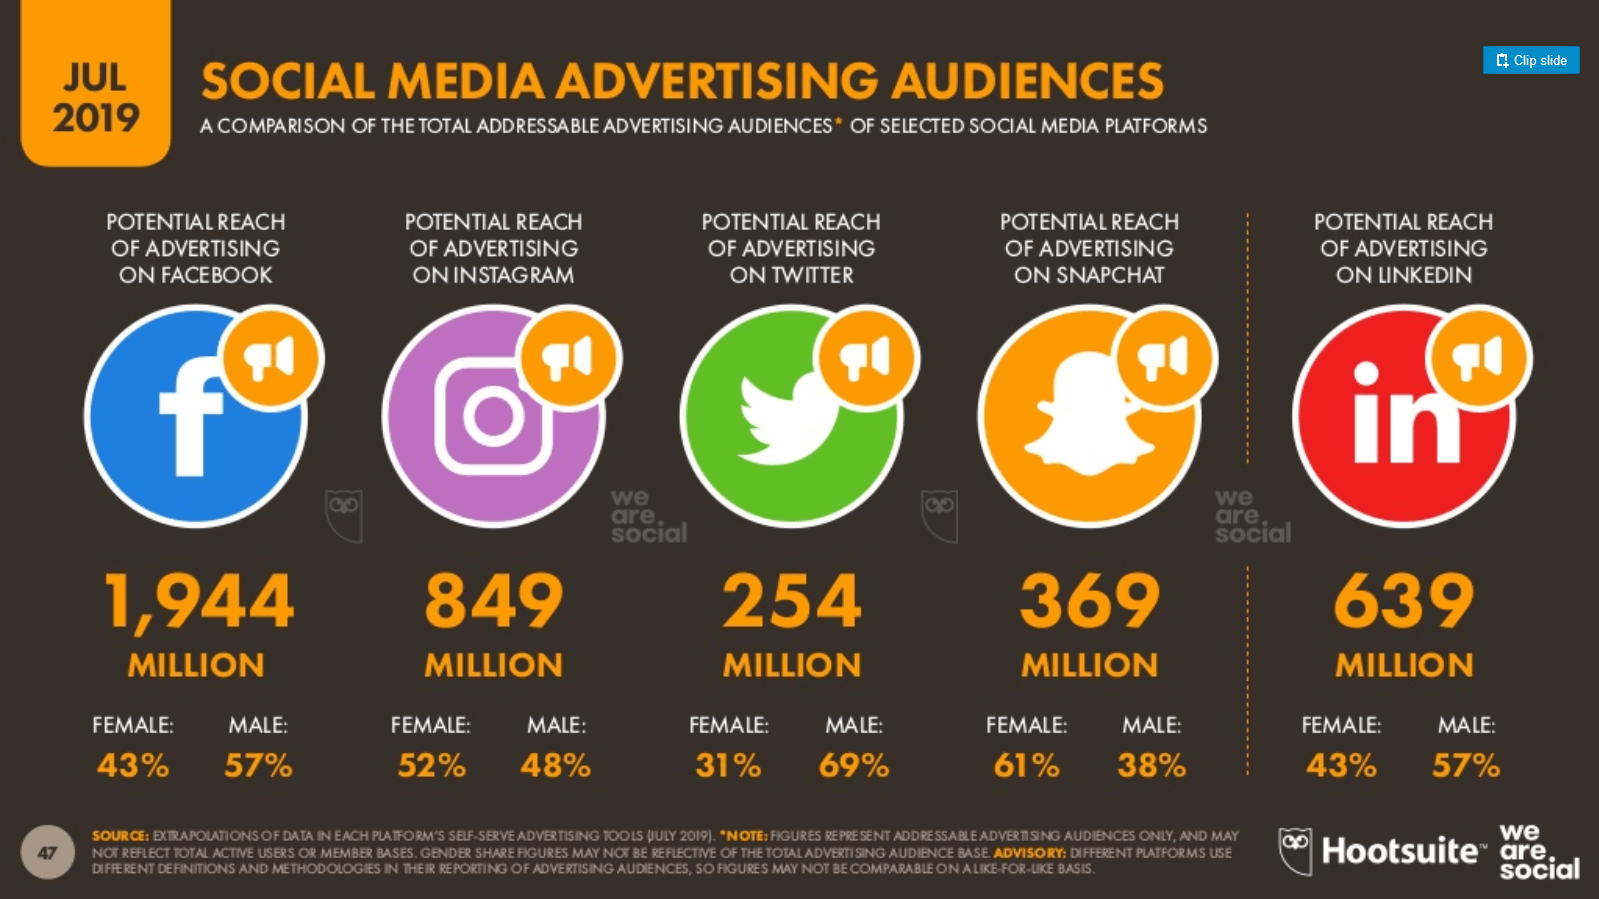 JUL
2019
SOCIAL MEDIA ADVERTISING AUDIENCES
A COMPARISON OF THE TOTAL ADDRESSABLE ADVERTISING AUDIENCES* OF SELECTED SOCIAL MEDIA PLATFORMS
Clip slide
POTENTIAL REACH
OF ADVERTISING
ON FACEBOOK
POTENTIAL REACH
OF ADVERTISING
ON INSTAGRAM
POTENTIAL REACH
OF ADVERTISING
ON TWITTER
POTENTIAL REACH
OF ADVERTISING
ON SNAPCHAT
POTENTIAL REACH
OF ADVERTISING
ON LINKEDIN
f
in
we
are.
social
we
are.
social
1,944
MILLION
849
MILLION
254
MILLION
369
MILLION
639
MILLION
FEMALE: MALE:
43% 57%
FEMALE: MALE:
52% 48%
FEMALE: MALE:
31% 69%
FEMALE: MALE:
61% 38%
FEMALE: MALE:
43% 57%
47
SOURCE: EXTRAPOLATIONS OF DATA IN EACH PLATFORM'S SELF-SERVE ADVERTISING TOOLS (JULY 2019). *NOTE: FIGURES REPRESENT ADDRESSABLE ADVERTISING AUDIENCES ONLY, AND MAY
NOT REFLECT TOTAL ACTIVE USERS OR MEMBER BASES. GENDER SHARE FIGURES MAY NOT BE REFLECTIVE OF THE TOTAL ADVERTISING AUDIENCE BASE. ADVISORY: DIFFERENT PLATFORMS USE
DIFFERENT DEFINITIONS AND METHODOLOGIES IN THEIR REPORTING OF ADVERTISING AUDIENCES, SO FIGURES MAY NOT BE COMPARABLE ON A LIKE-FOR-LIKE BASIS.
Hootsuite™
we
are.
social